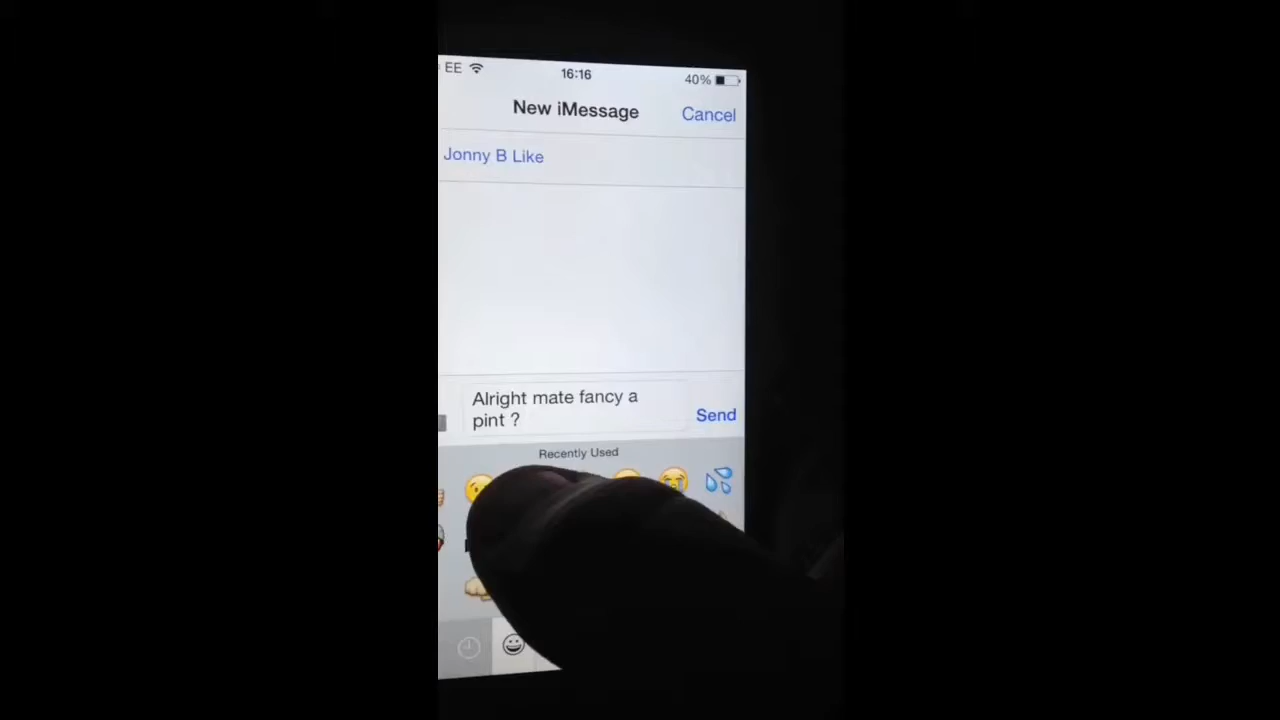 EE 16:16 40%
New iMessage Cancel
Jonny B Like
Alright mate fancy a
pint ?
Send
Recently Used